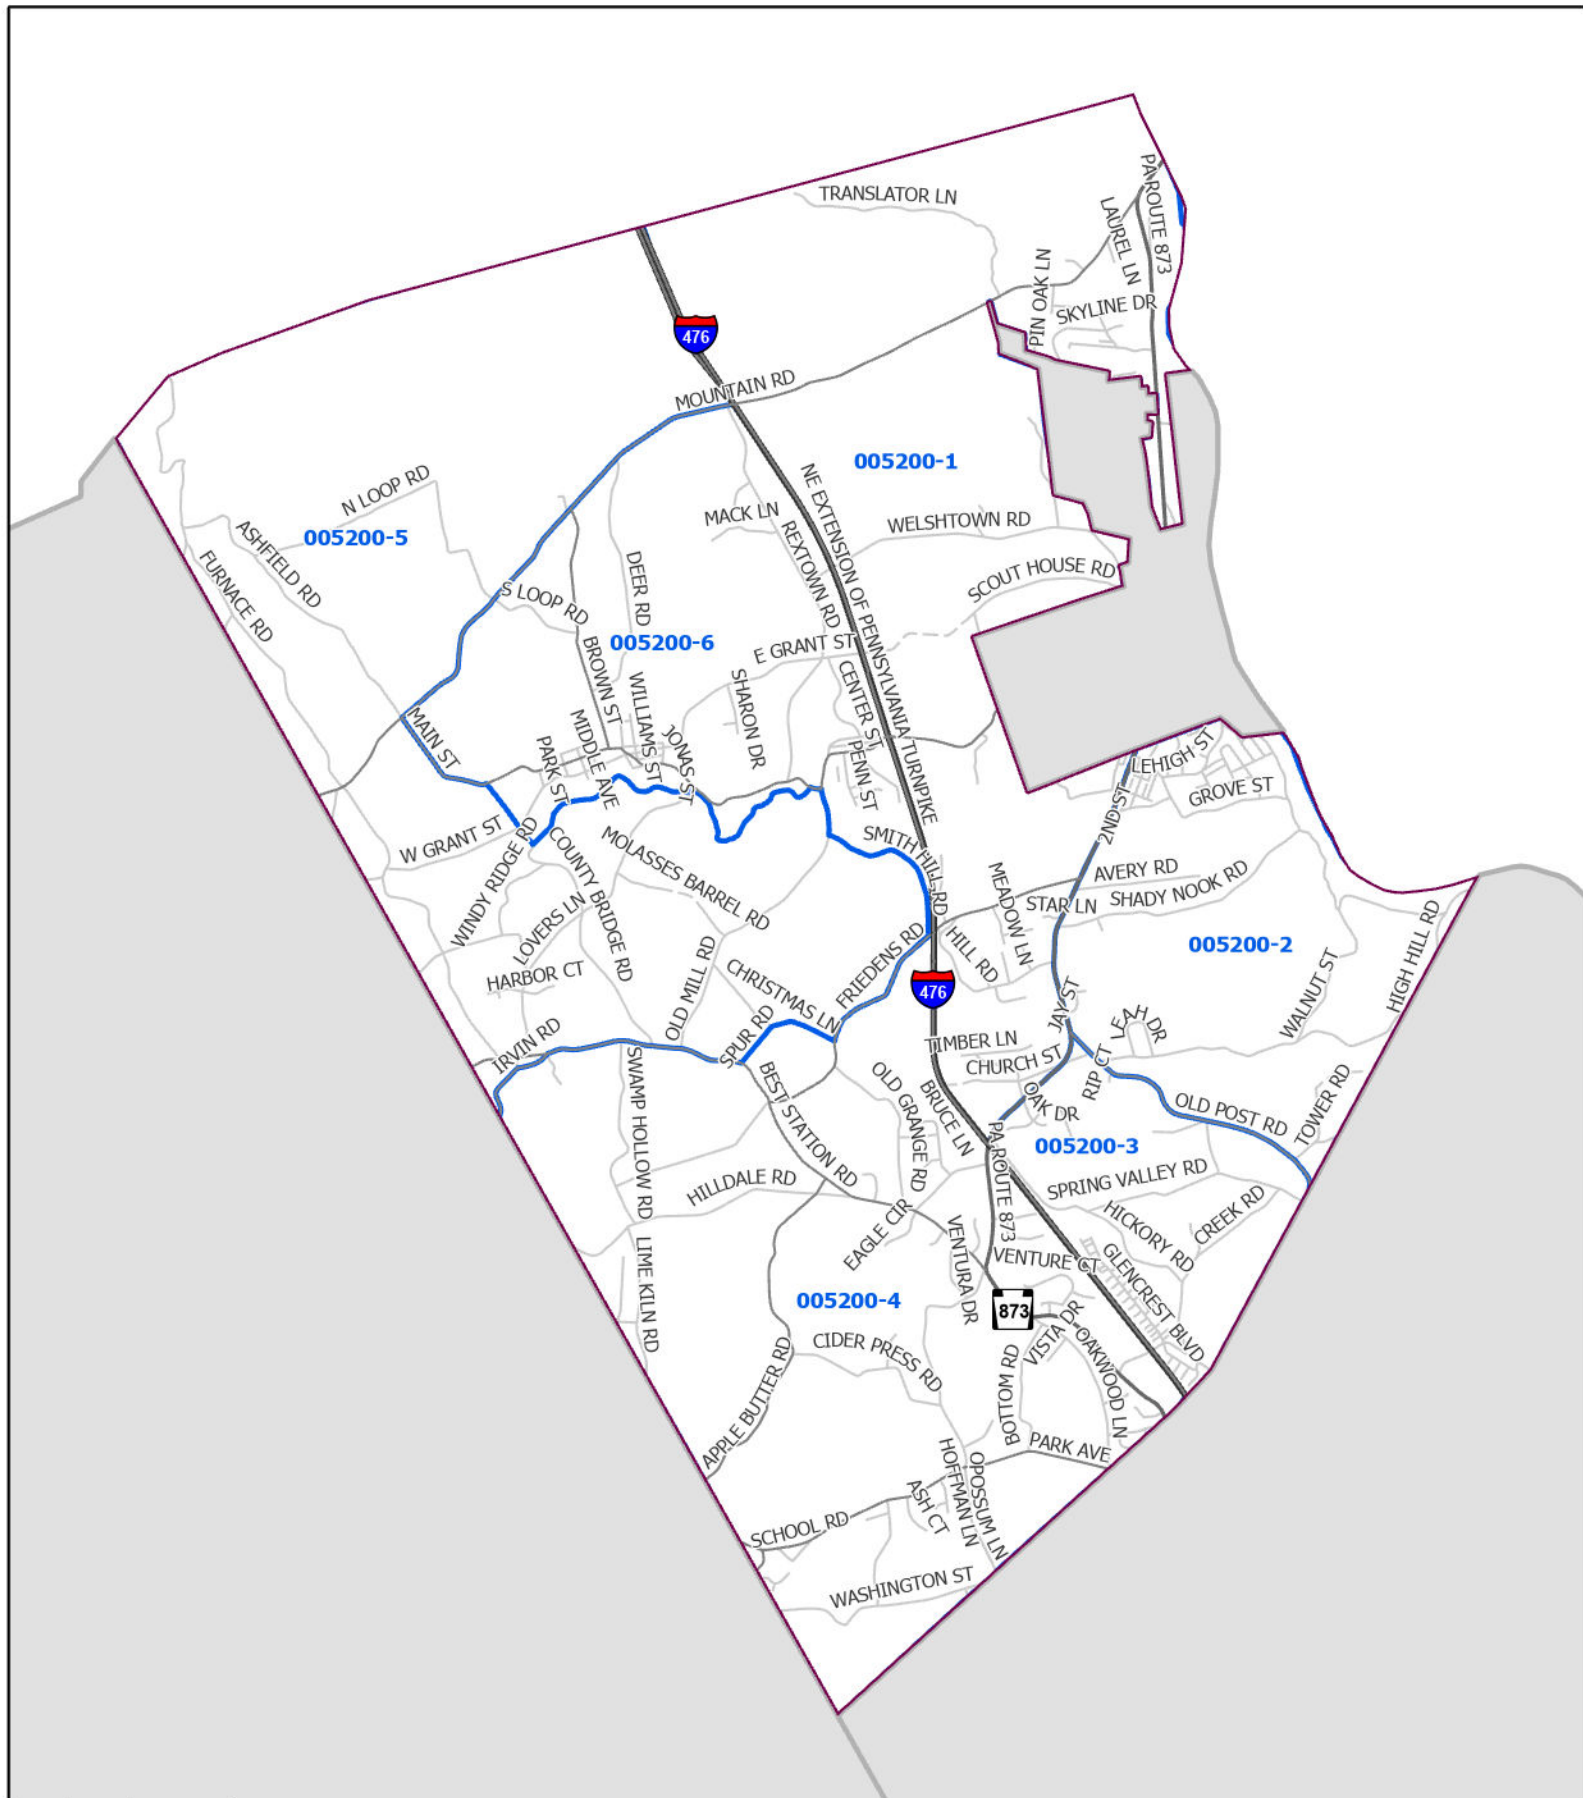 TRANSLATOR LN
PA ROUTE 873
LAUREL LN
PIN OAK LN
SKYLINE DR
476
MOUNTAIN RD
005200-1
N LOOP RD
005200-5
ASHFIELD RD
FURNACE RD
MACK LN
REXTOWN RD
NE EXTENSION OF PENNSYLVANIA TURNPIKE
WELSHTOWN RD
SCOUT HOUSE RD
S LOOP RD
DEER RD
005200-6
BROWN ST
E GRANT ST
CENTER ST
SHARON DR
WILLIAMS ST
JONAS ST
MAIN ST
MIDDLE AVE
PARK ST
PENN ST
LEHIGH ST
GROVE ST
2ND ST
W GRANT ST
WINDY RIDGE RD
COUNTY BRIDGE RD
MOLASSES BARREL RD
SMITH HILL RD
MEADOW LN
AVERY RD
STAR LN
SHADY NOOK RD
LOVERS LN
HARBOR CT
OLD MILL RD
CHRISTMAS LN
FRIEDENS RD
HILL RD
005200-2
WALNUT ST
HIGH HILL RD
476
IRVIN RD
SPUR RD
JAY ST
LEAH DR
TIMBER LN
CHURCH ST
RIP CT
SWAMP HOLLOW RD
BEST STATION RD
OLD GRANGE RD
BRUCE LN
OAK DR
OLD POST RD
TOWER RD
005200-3
PA ROUTE 873
SPRING VALLEY RD
HILLDALE RD
EAGLE CIR
HICKORY RD
CREEK RD
LIME KILN RD
VENTURA DR
VENTURE CT
GLENCREST BLVD
005200-4
873
VISTA DR
OAKWOOD LN
CIDER PRESS RD
APPLE BUTTER RD
BOTTOM RD
PARK AVE
HOFFMAN LN
OPOSSUM LN
ASH CT
SCHOOL RD
WASHINGTON ST